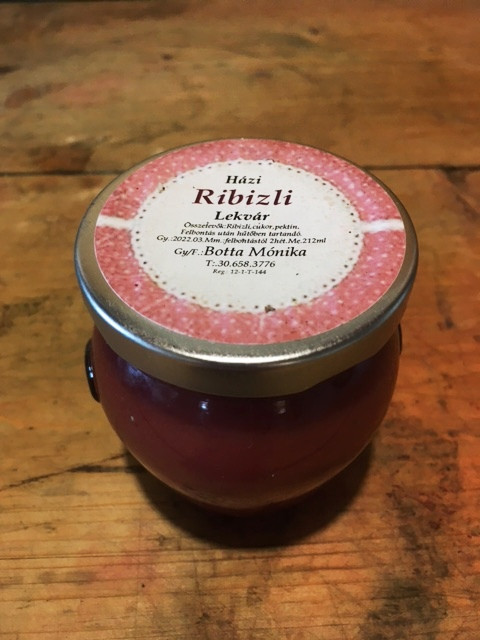 Házi
Ribizli
Lekvár
Összetevők:Ribizli,cukor,pektin.
Felbontás után hűtőben tartandó.
Gy.:2022.03.Mm.:felbontástól 2hét.Me.212ml
Gy/F.:Botta Mónika
T:.30.658.3776
Reg.: 12-1-T-144